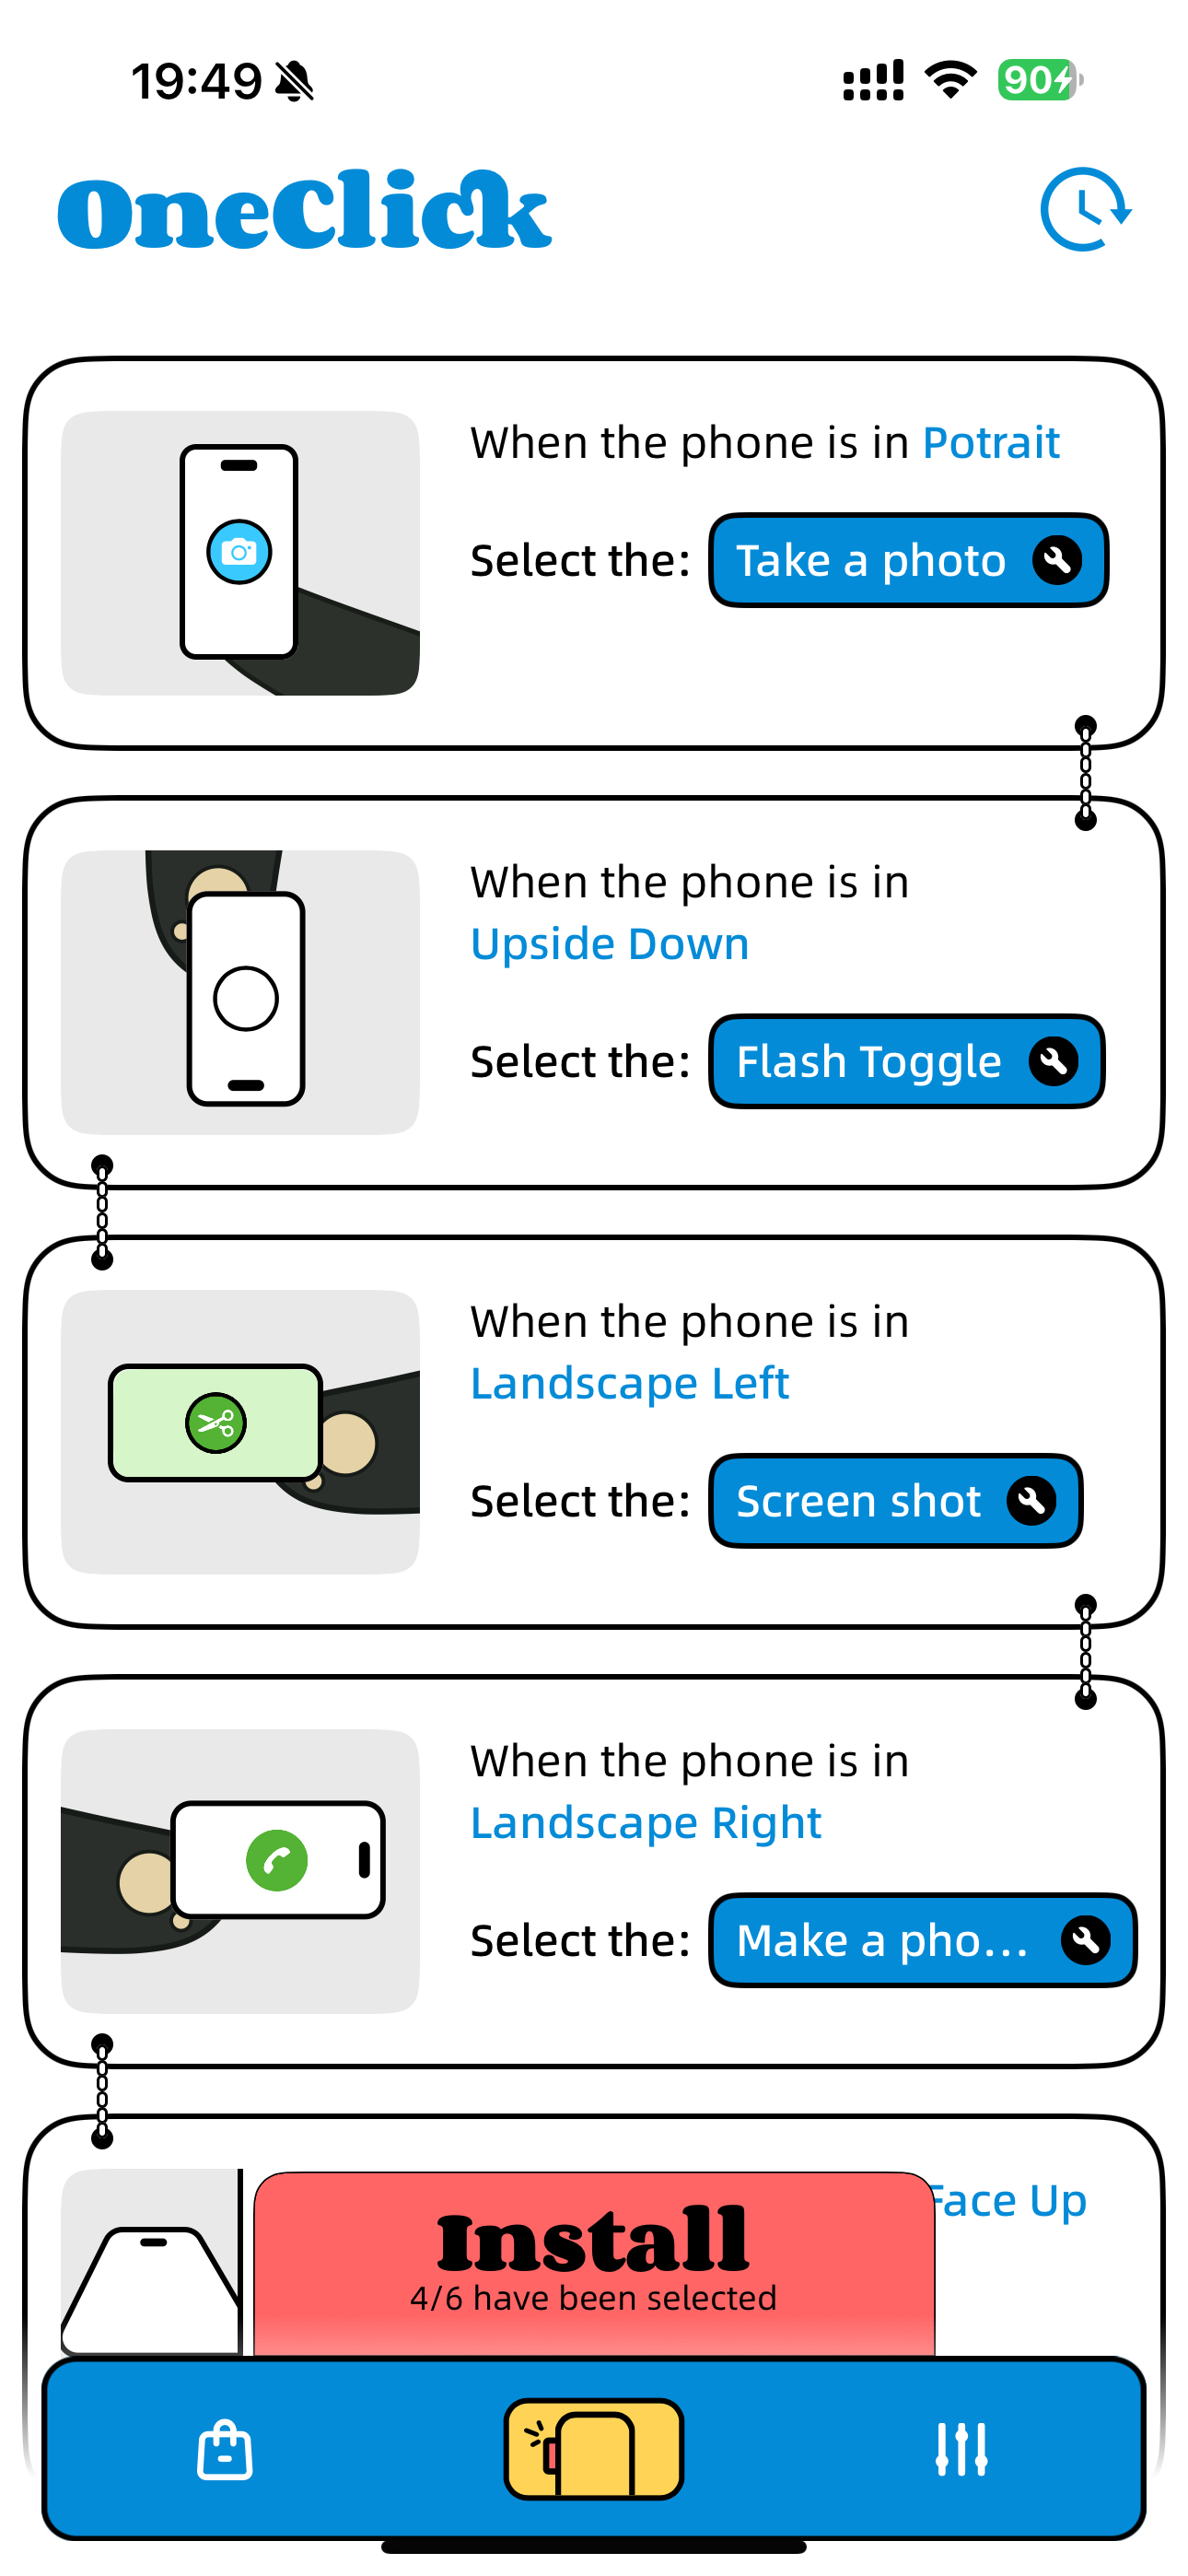 19:49
90
OneClick
When the phone is in Potrait
Select the: Take a photo
When the phone is in
Upside Down
Select the: Flash Toggle
When the phone is in
Landscape Left
Select the: Screen shot
When the phone is in
Landscape Right
Select the: Make a pho...
Face Up
Install
4/6 have been selected